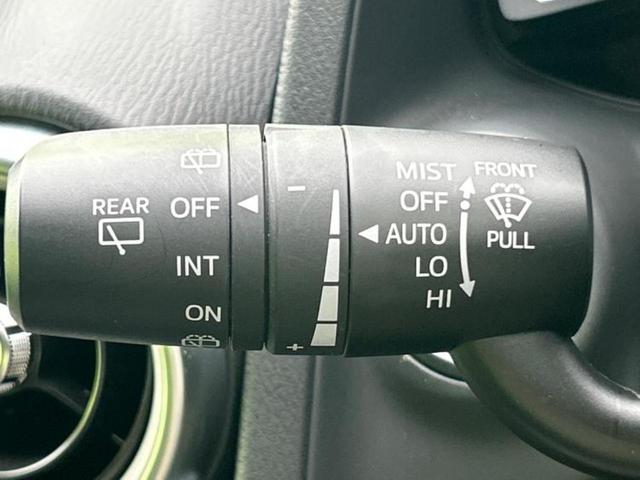 REAR
OFF
INT
ON
−
+
MIST
OFF
AUTO
LO
HI
FRONT
PULL